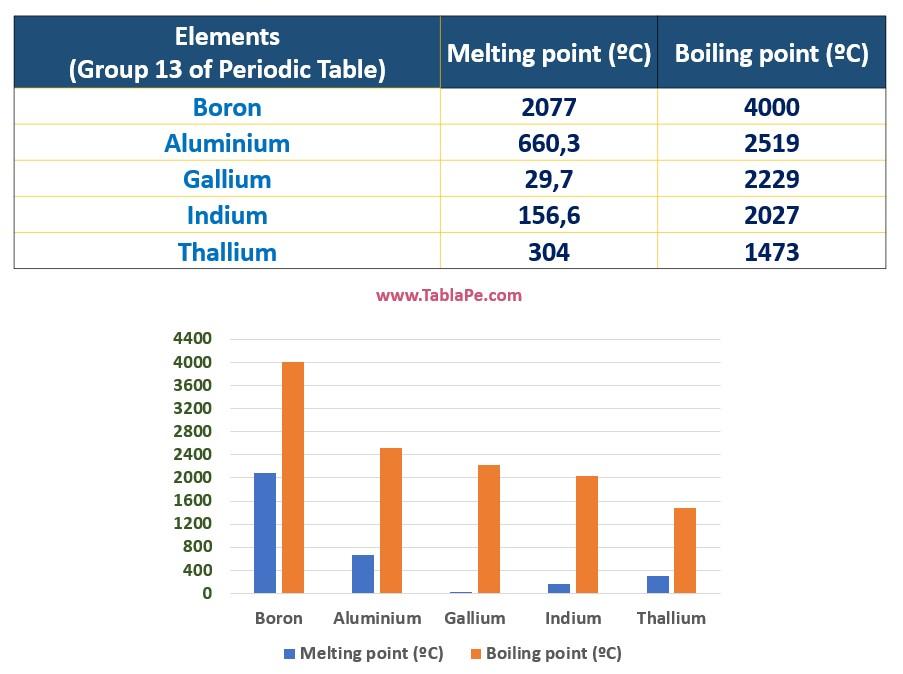 Elements
(Group 13 of Periodic Table)
Melting point (ºC)
Boiling point (ºC)
Boron 2077 4000
Aluminium 660,3 2519
Gallium 29,7 2229
Indium 156,6 2027
Thallium 304 1473
www.TablaPe.com
4400
4000
3600
3200
2800
2400
2000
1600
1200
800
400
0
Boron Aluminium Gallium Indium Thallium
Melting point (ºC) Boiling point (ºC)